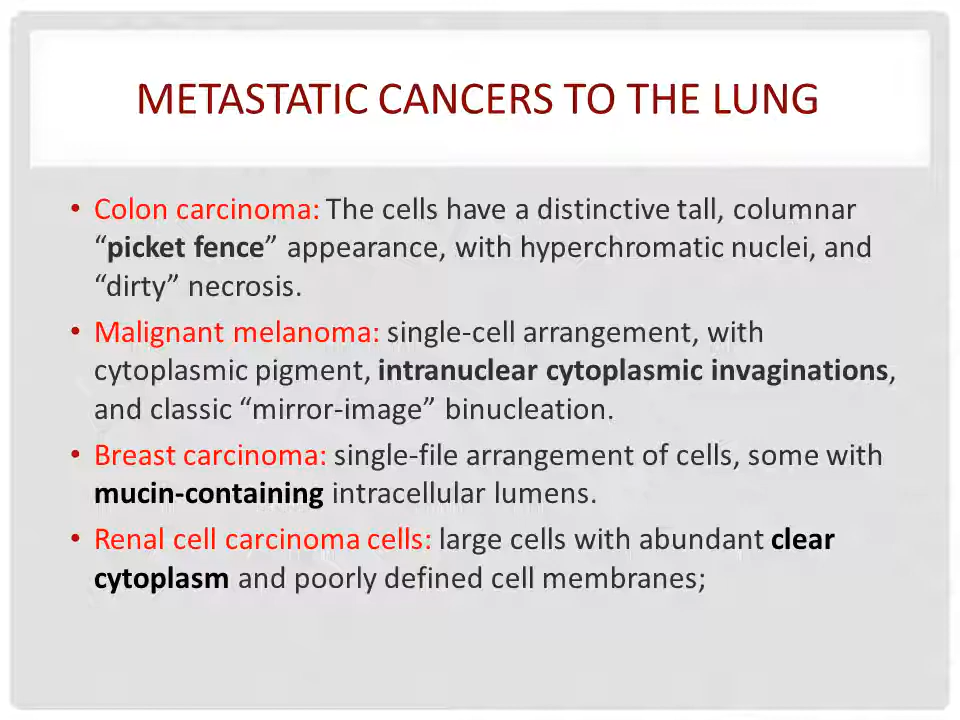 METASTATIC CANCERS TO THE LUNG
• Colon carcinoma: The cells have a distinctive tall, columnar
“picket fence” appearance, with hyperchromatic nuclei, and
“dirty” necrosis.
• Malignant melanoma: single-cell arrangement, with
cytoplasmic pigment, intranuclear cytoplasmic invaginations,
and classic “mirror-image” binucleation.
• Breast carcinoma: single-file arrangement of cells, some with
mucin-containing intracellular lumens.
• Renal cell carcinoma cells: large cells with abundant clear
cytoplasm and poorly defined cell membranes;